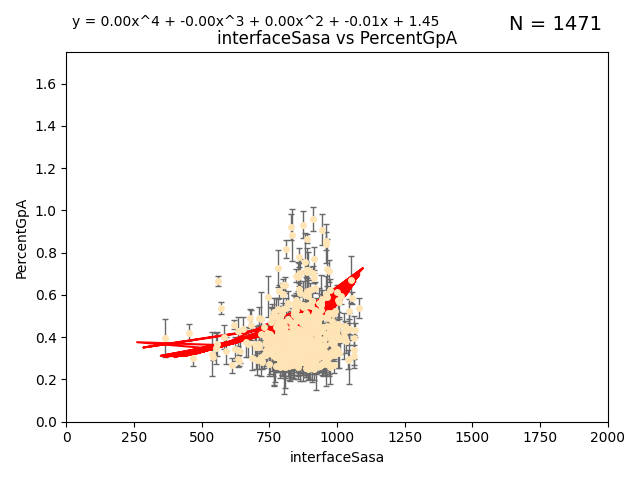 y = 0.00x^4 + -0.00x^3 + 0.00x^2 + -0.01x + 1.45
N = 1471
interfaceSasa vs PercentGpA
1.6
1.4
1.2
1.0
0.8
0.6
0.4
0.2
0.0
PercentGpA
0 250 500 750 1000 1250 1500 1750 2000
interfaceSasa